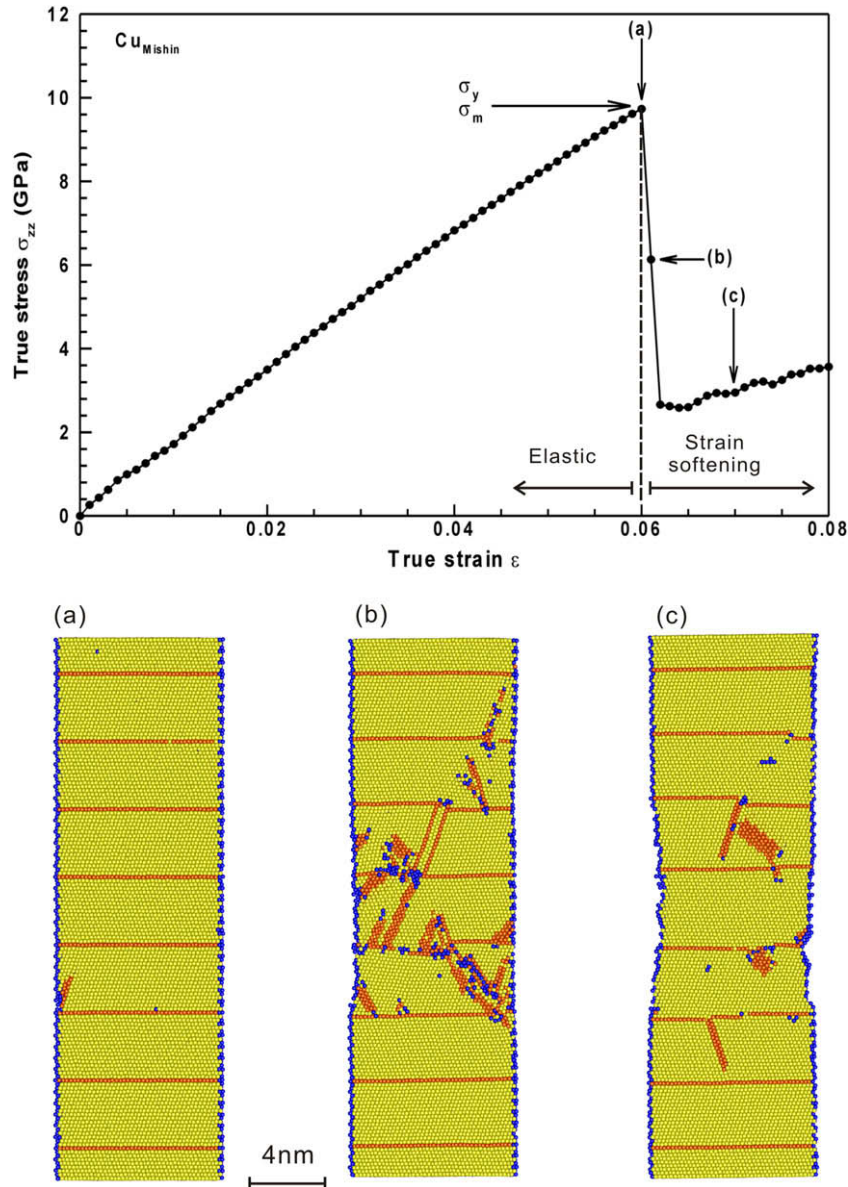 12
Cu_Mishin
(a)
10
σ_y
σ_m
8
True stress σ_zz (GPa)
6
(b)
(c)
4
2
Elastic
Strain
softening
0
0 0.02 0.04 0.06 0.08
True strain ε
(a) (b) (c)
4nm